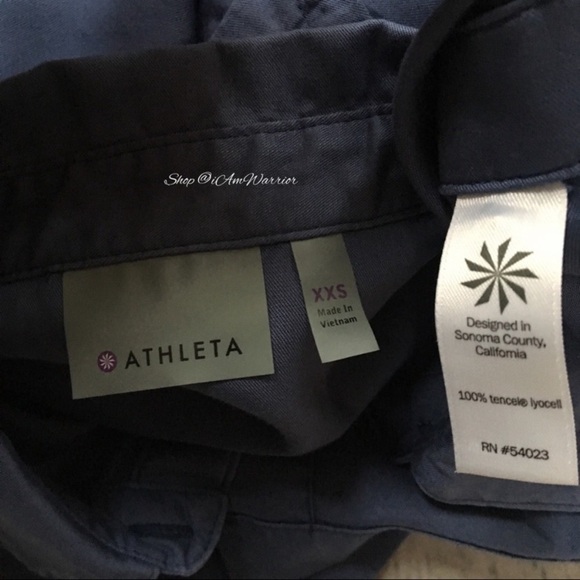 Shop @iAmWarrior
XXS
Made In
Vietnam
ATHLETA
Designed in
Sonoma County,
California
100% tencel® lyocell
RN #54023